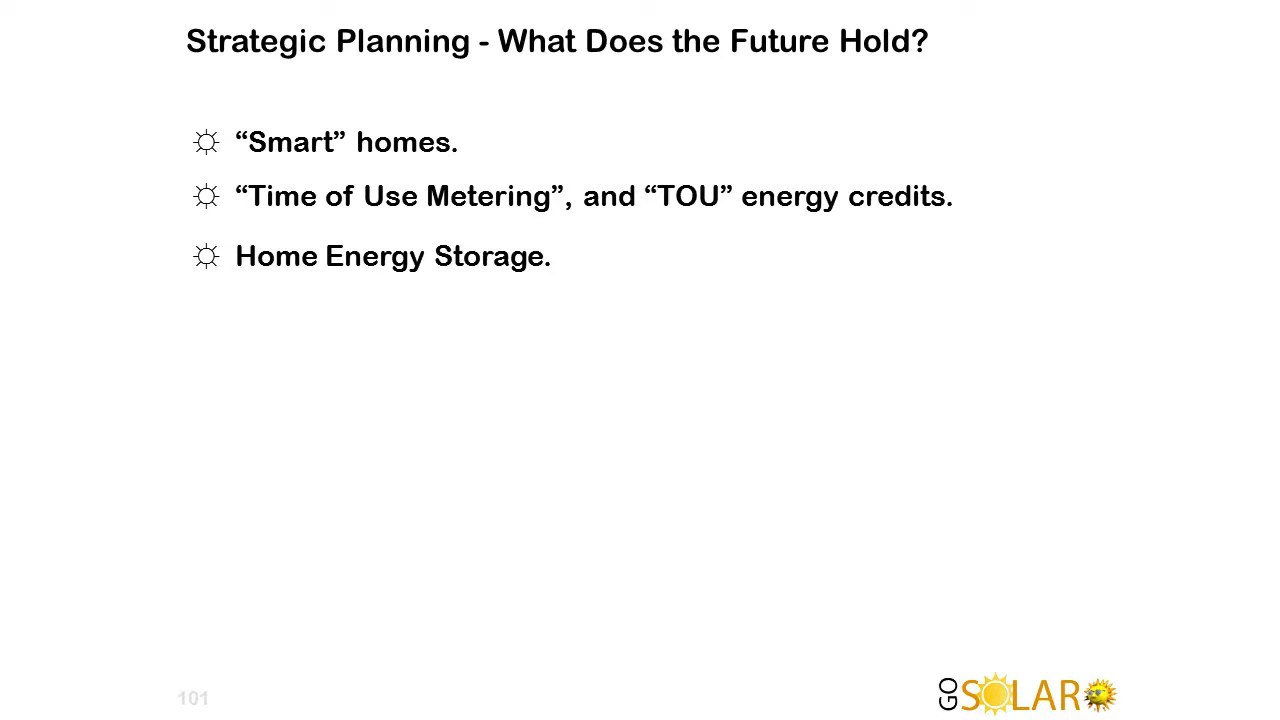 Strategic Planning - What Does the Future Hold?
“Smart” homes.
“Time of Use Metering”, and “TOU” energy credits.
Home Energy Storage.
101
GO SOLAR